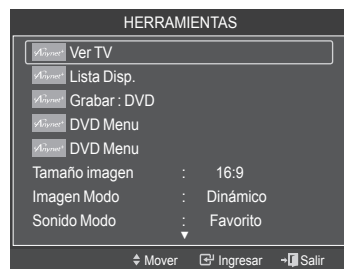 HERRAMIENTAS
Anynet+ Ver TV
Anynet+ Lista Disp.
Anynet+ Grabar : DVD
Anynet+ DVD Menu
Anynet+ DVD Menu
Tamaño imagen : 16:9
Imagen Modo : Dinámico
Sonido Modo : Favorito
Mover Ingresar Salir